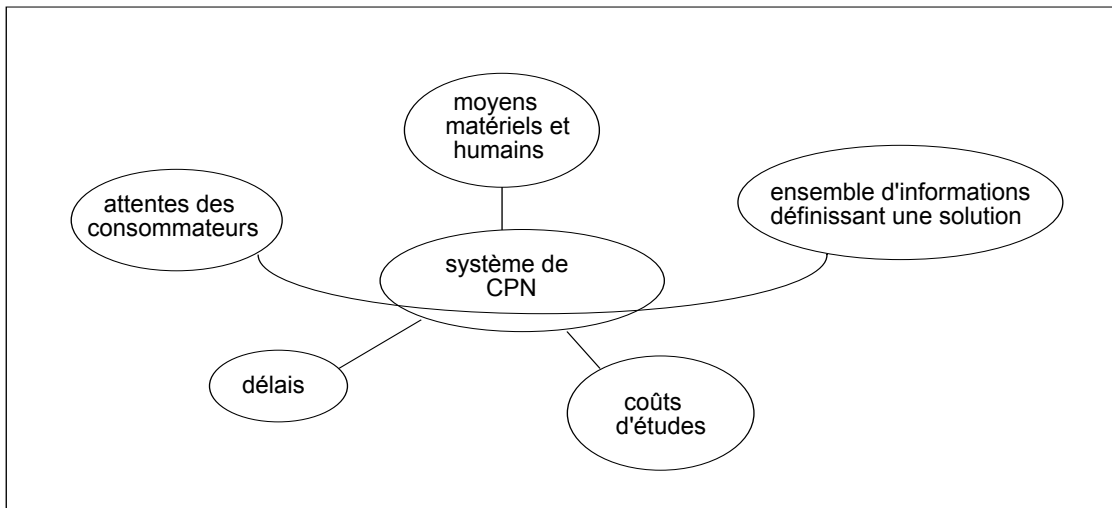 moyens
matériels et
humains
attentes des
consommateurs
ensemble d'informations
définissant une solution
système de
CPN
délais
coûts
d'études